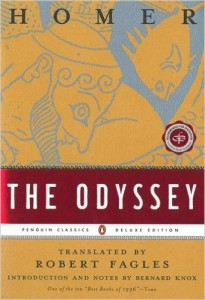 HOMER
THE ODYSSEY
PENGUIN CLASSICS DELUXE EDITION
TRANSLATED BY
ROBERT FAGLES
INTRODUCTION AND NOTES BY BERNARD KNOX
One of the ten "Best Books of 1996"—Time